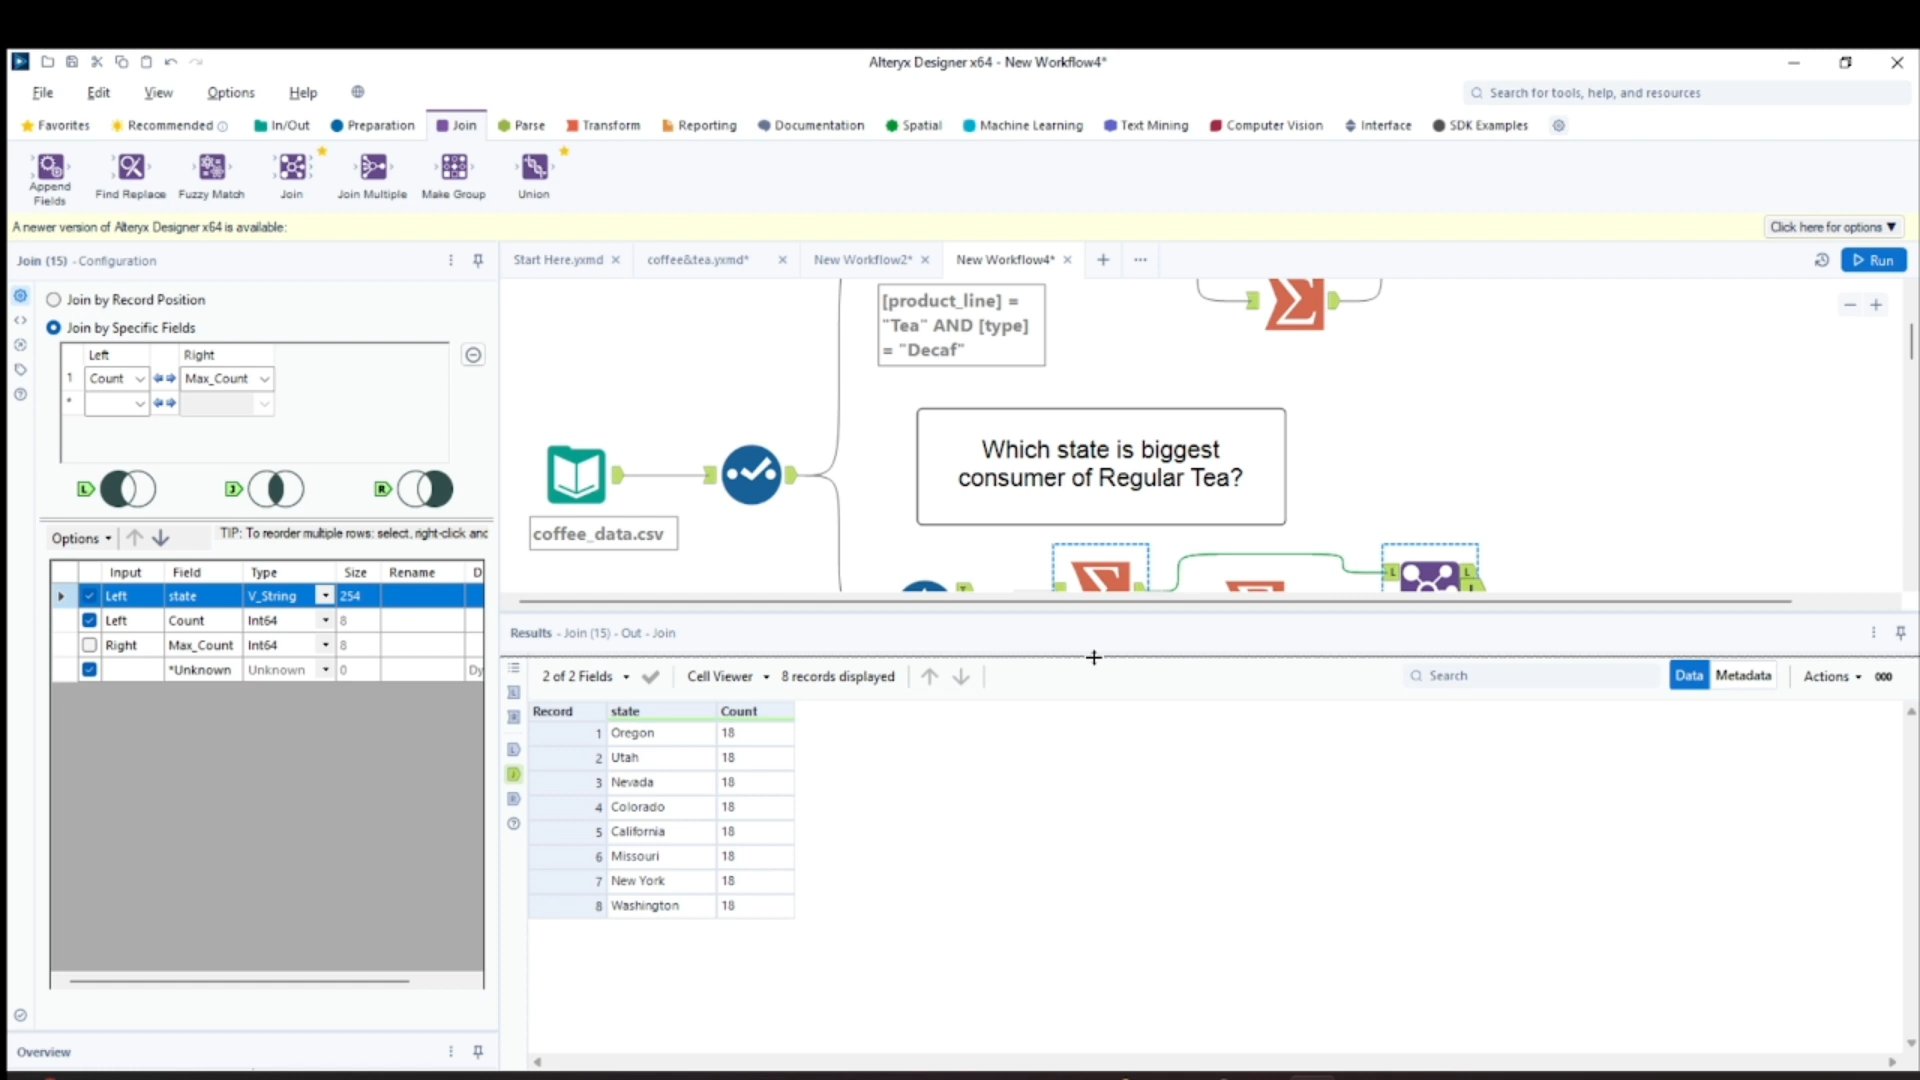 Alteryx Designer x64 - New Workflow4*
File Edit View Options Help
Search for tools, help, and resources
Favorites Recommended In/Out Preparation Join Parse Transform Reporting Documentation Spatial Machine Learning Text Mining Computer Vision Interface SDK Examples
Append Fields Find Replace Fuzzy Match Join Join Multiple Make Group Union
A newer version of Alteryx Designer x64 is available:
Click here for options ▼
Join (15) - Configuration
Start Here.yxmd coffee&tea.yxmd* New Workflow2* New Workflow4*
Run
Join by Record Position
Join by Specific Fields
Left Right
1 Count Max_Count
*
L J R
Options
TIP: To reorder multiple rows: select, right-click and
Input Field Type Size Rename D
Left state V_String 254
Left Count Int64 8
Right Max_Count Int64 8
*Unknown Unknown 0 Dy
Overview
[product_line] =
"Tea" AND [type]
= "Decaf"
Which state is biggest
consumer of Regular Tea?
coffee_data.csv
T
L L
Results - Join (15) - Out - Join
2 of 2 Fields Cell Viewer 8 records displayed
Search
Data Metadata Actions 000
Record state Count
1 Oregon 18
2 Utah 18
3 Nevada 18
4 Colorado 18
5 California 18
6 Missouri 18
7 New York 18
8 Washington 18